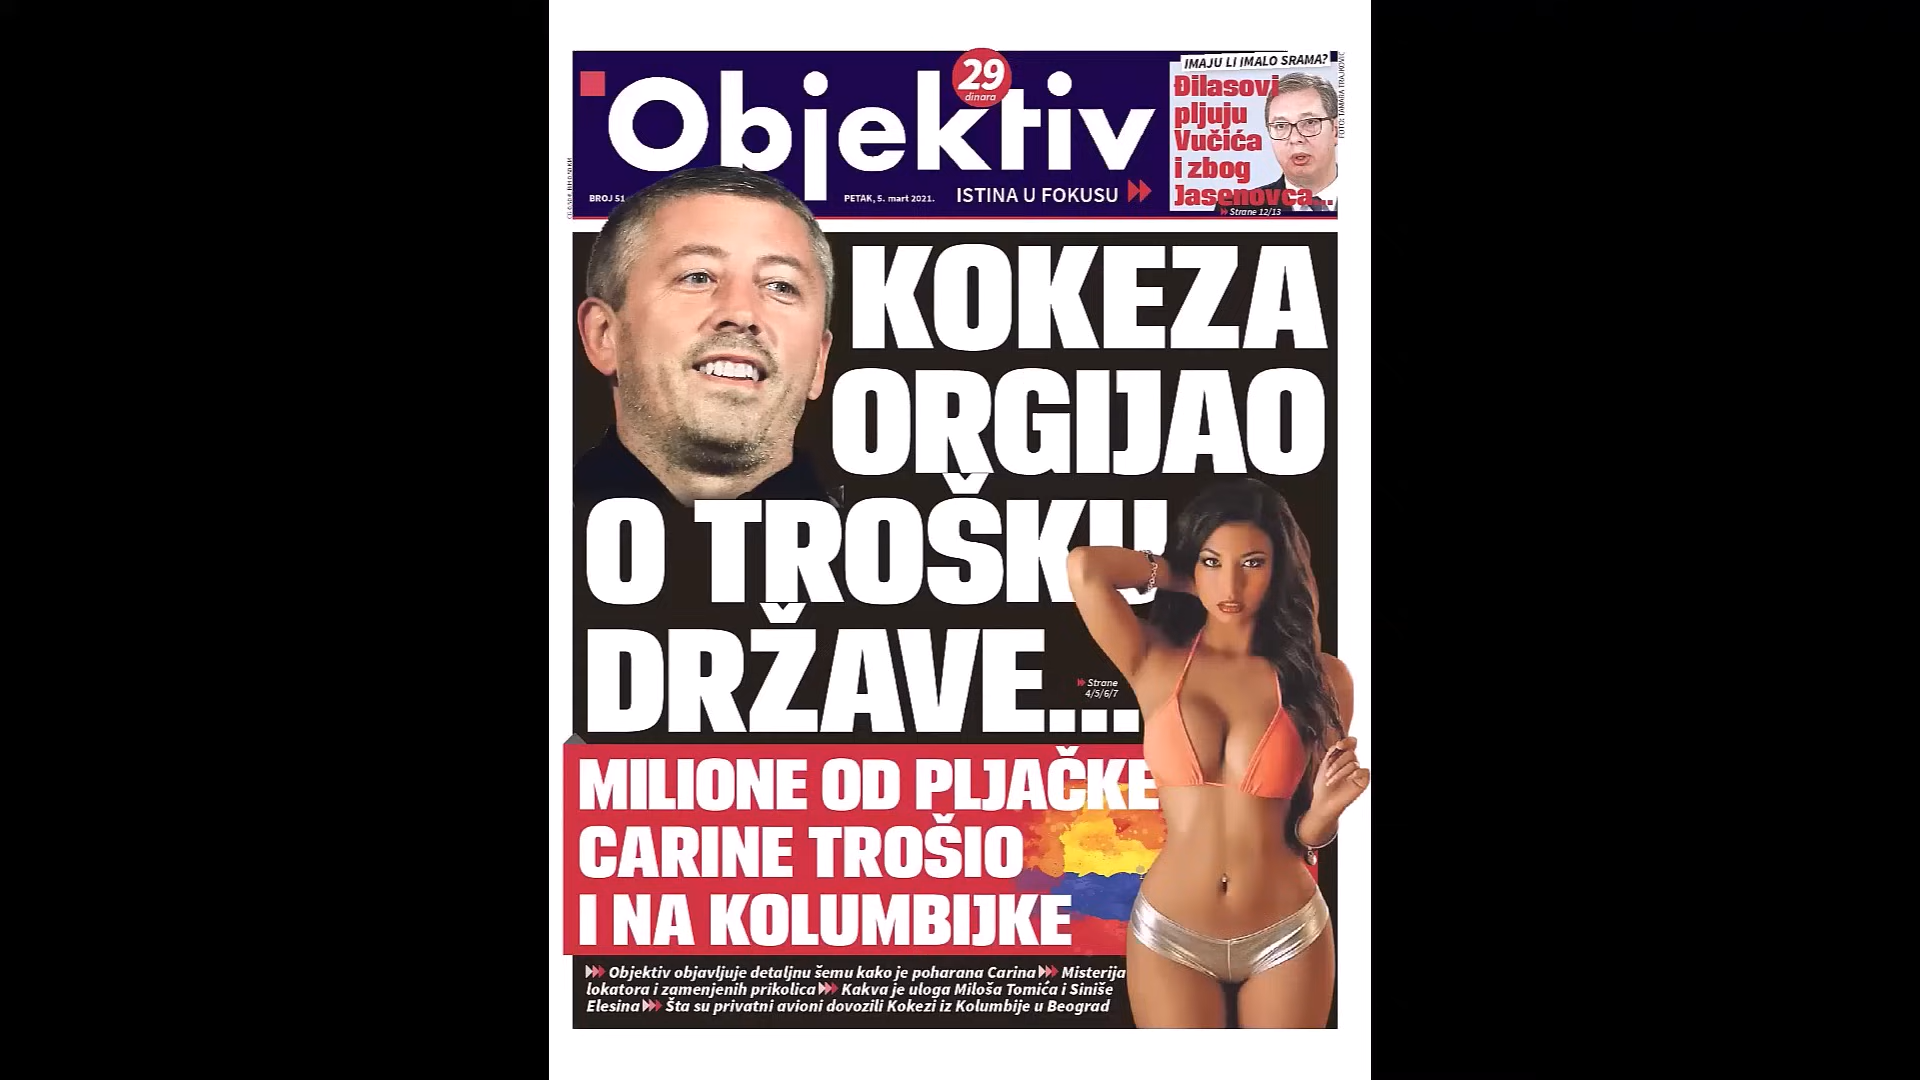 29
dinara
Objektiv
BROJ 51
PETAK, 5. mart 2021.
ISTINA U FOKUSU
IMAJU LI IMALO SRAMA?
Đilasovi
pljuju
Vučića
i zbog
Jasenovca...
Strane 12/13
FOTO: TAMARA TRAJKOVIĆ
KOKEZA
ORGIJAO
O TROŠKU
DRŽAVE...
Strane
4/5/6/7
MILIONE OD PLJAČKE
CARINE TROŠIO
I NA KOLUMBIJKE
Objektiv objavljuje detaljnu šemu kako je poharana Carina Misterija
lokatora i zamenjenih prikolica Kakva je uloga Miloša Tomića i Siniše
Elesina Šta su privatni avioni dovozili Kokezi iz Kolumbije u Beograd